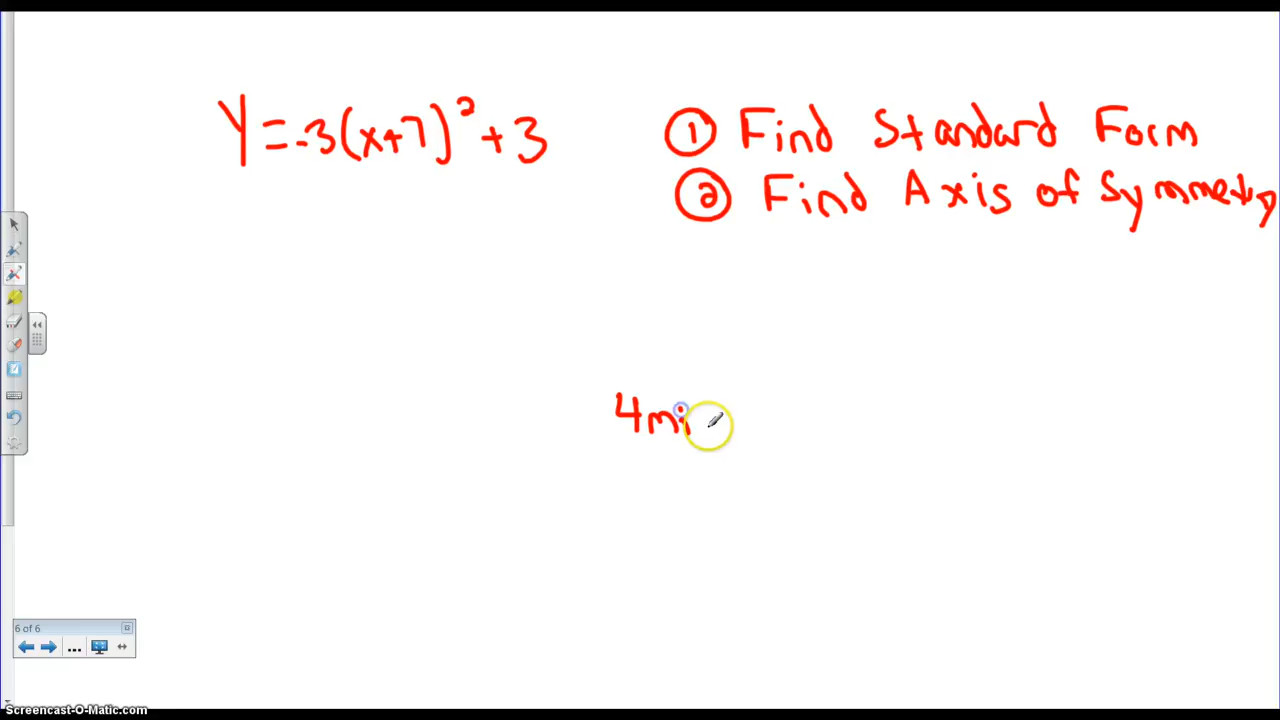 Y=-3(x+7)²+3
① Find Standard Form
② Find Axis of Symmetry
4mi
6 of 6
...
Screencast-O-Matic.com